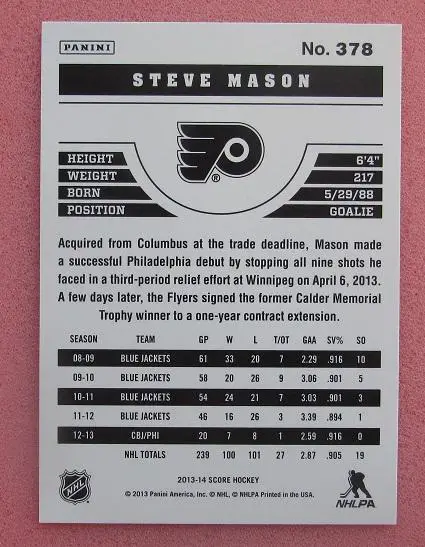 PANINI
No. 378
STEVE MASON
HEIGHT 6'4"
WEIGHT 217
BORN 5/29/88
POSITION GOALIE
®
Acquired from Columbus at the trade deadline, Mason made
a successful Philadelphia debut by stopping all nine shots he
faced in a third-period relief effort at Winnipeg on April 6, 2013.
A few days later, the Flyers signed the former Calder Memorial
Trophy winner to a one-year contract extension.
SEASON TEAM GP W L T/OT GAA SV% SO
08-09 BLUE JACKETS 61 33 20 7 2.29 .916 10
09-10 BLUE JACKETS 58 20 26 9 3.06 .901 5
10-11 BLUE JACKETS 54 24 21 7 3.03 .901 3
11-12 BLUE JACKETS 46 16 26 3 3.39 .894 1
12-13 CBJ/PHI 20 7 8 1 2.59 .916 0
NHL TOTALS 239 100 101 27 2.87 .905 19
2013-14 SCORE HOCKEY
© 2013 Panini America, Inc. © NHL, © NHLPA Printed in the USA.
NHL
NHLPA